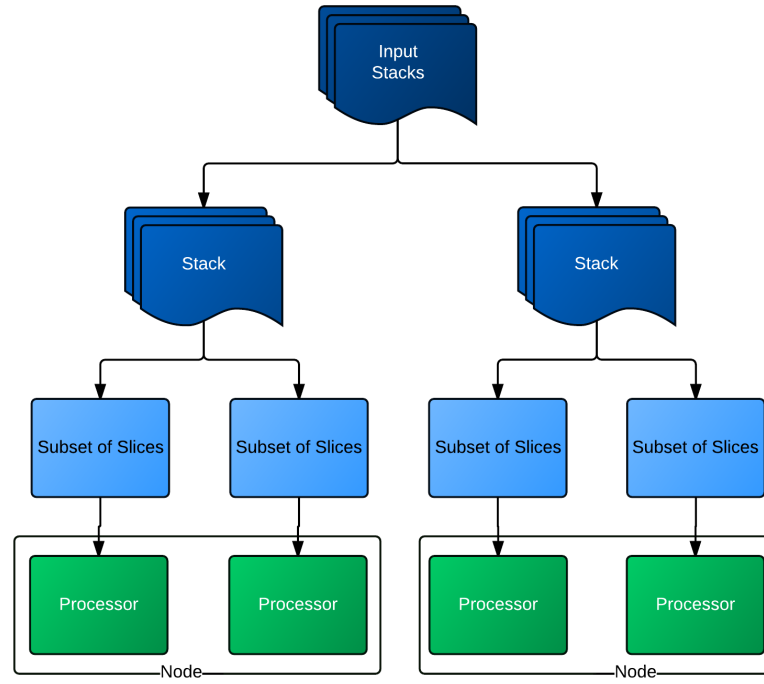 Input
Stacks
Stack
Stack
Subset of Slices
Subset of Slices
Subset of Slices
Subset of Slices
Processor
Processor
Processor
Processor
Node
Node